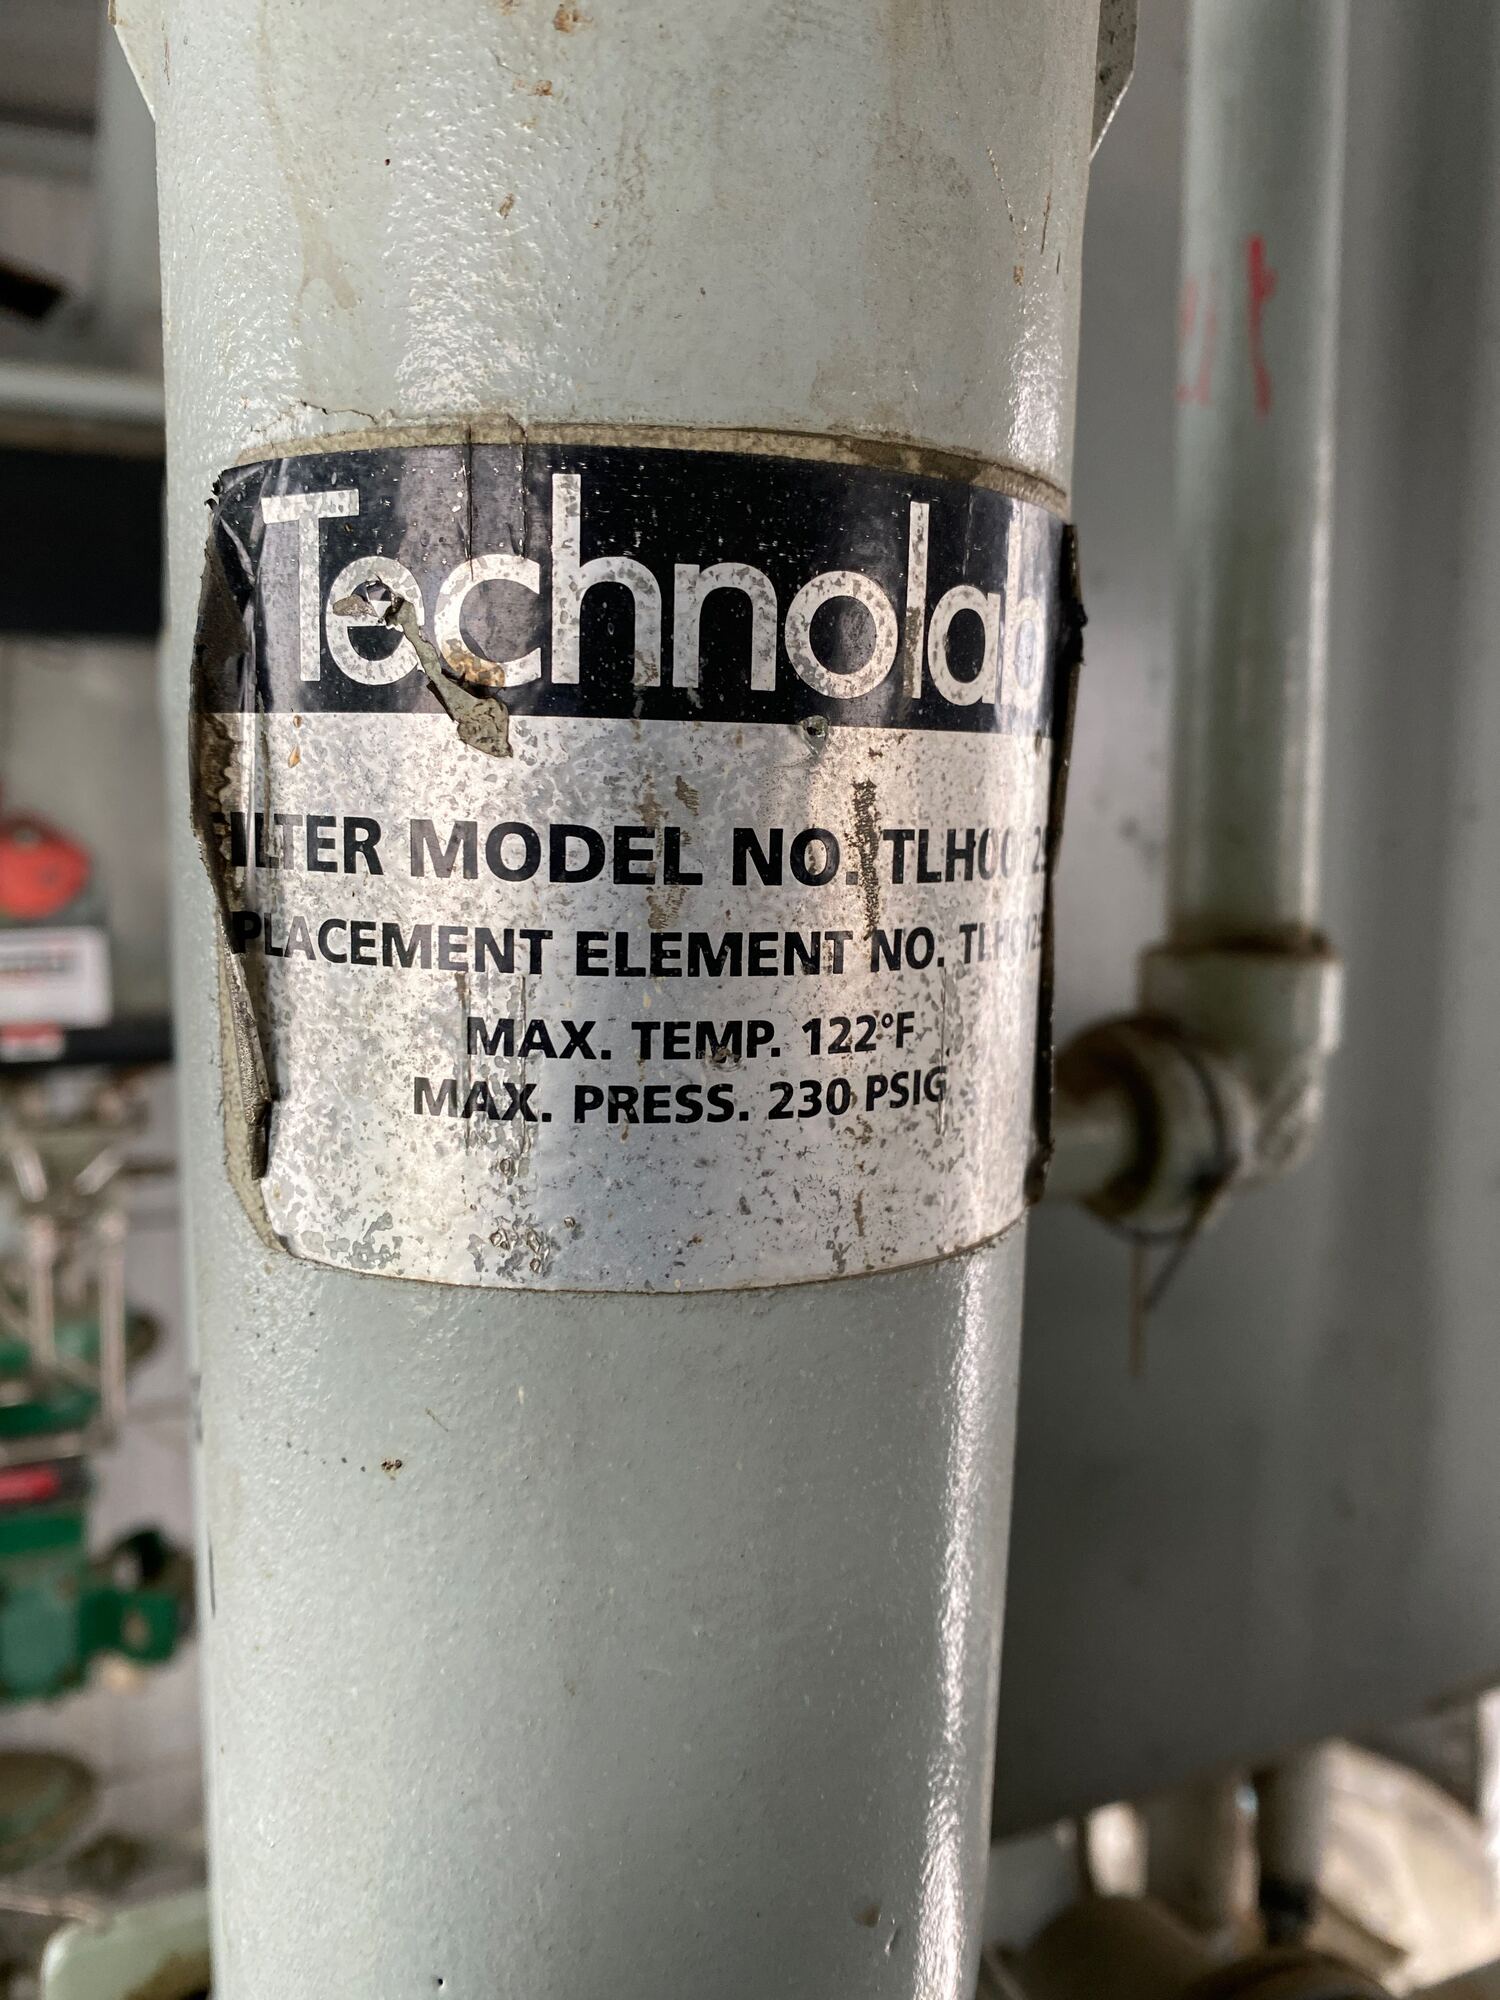 Technolab
FILTER MODEL NO.
PLACEMENT ELEMENT NO.
MAX. TEMP. 122°F
MAX. PRESS. 230 PSIG